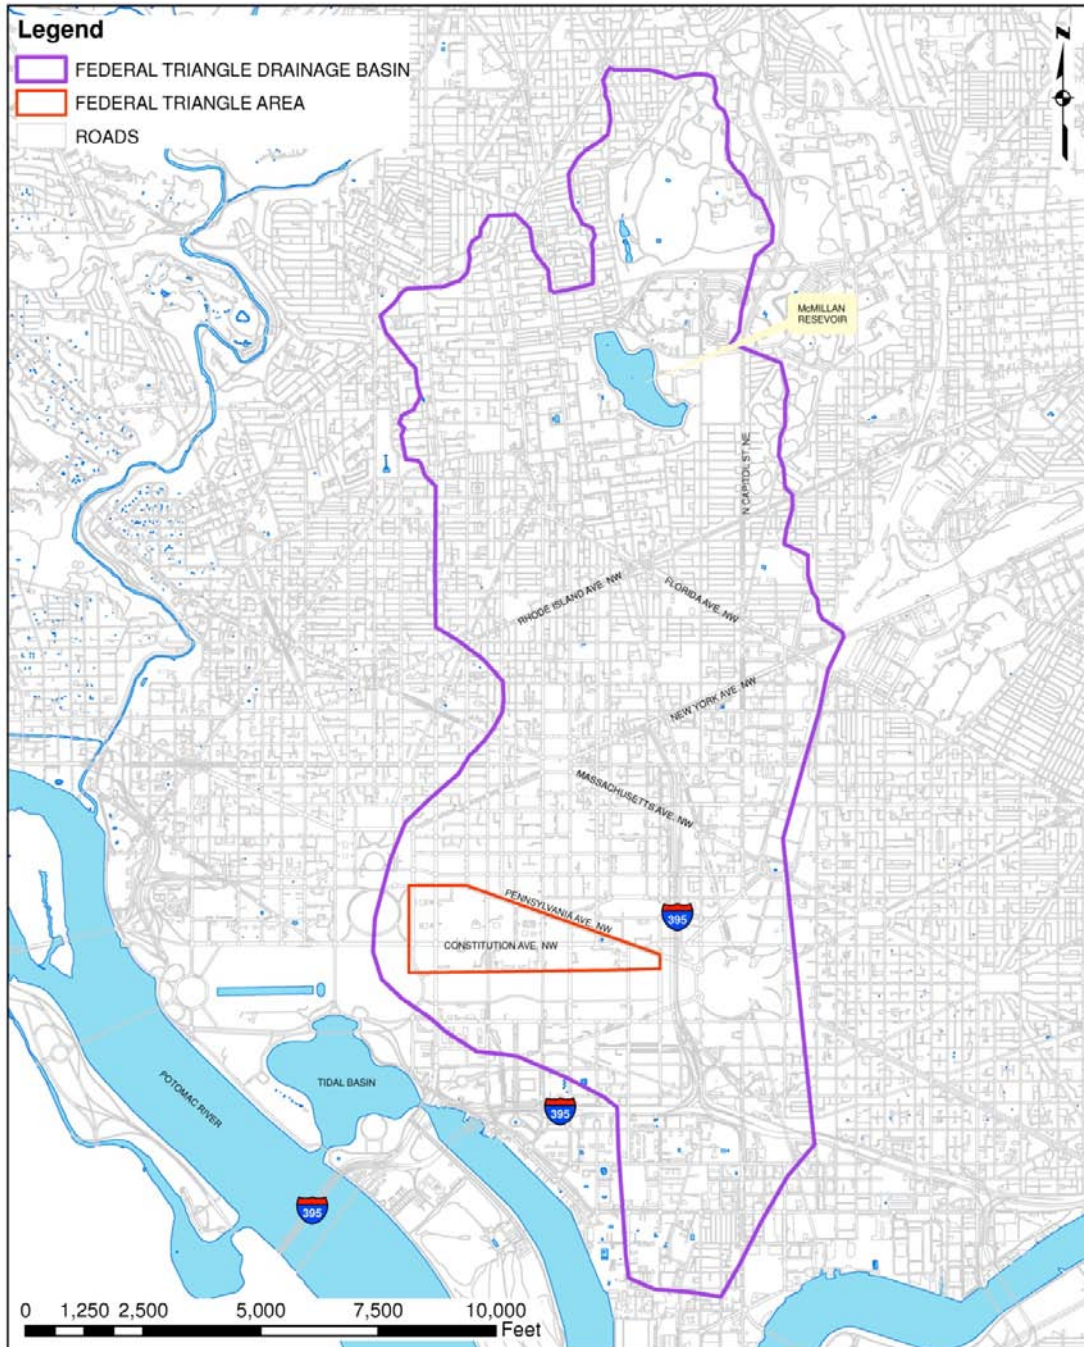 Legend
FEDERAL TRIANGLE DRAINAGE BASIN
FEDERAL TRIANGLE AREA
ROADS
Z
McMILLAN
RESEVOIR
N CAPITOL ST. NE
RHODE ISLAND AVE. NW
FLORIDA AVE. NW
NEW YORK AVE. NW
MASSACHUSETTS AVE. NW
PENNSYLVANIA AVE. NW
395
CONSTITUTION AVE. NW
POTOMAC RIVER
TIDAL BASIN
395
395
0 1,250 2,500 5,000 7,500 10,000
Feet